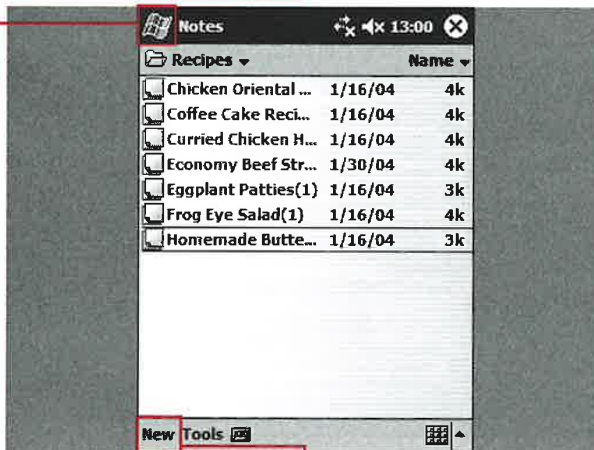 Notes 13:00
Recipes Name
Chicken Oriental ... 1/16/04 4k
Coffee Cake Reci... 1/16/04 4k
Curried Chicken H... 1/16/04 4k
Economy Beef Str... 1/30/04 4k
Eggplant Patties(1) 1/16/04 3k
Frog Eye Salad(1) 1/16/04 4k
Homemade Butte... 1/16/04 3k
New Tools